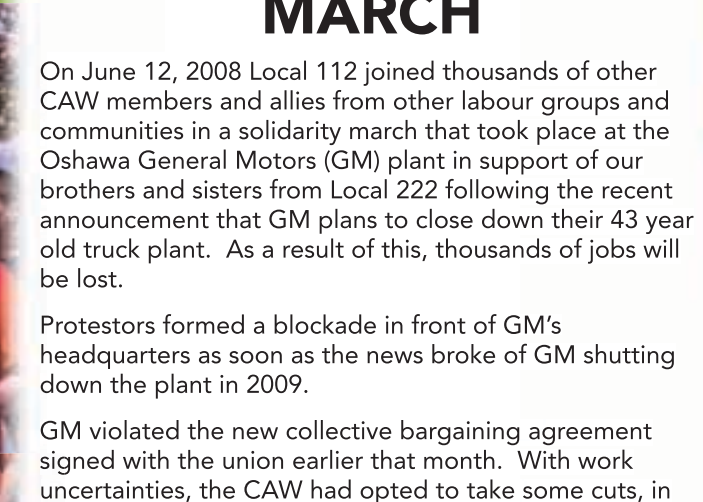 MARCH
On June 12, 2008 Local 112 joined thousands of other
CAW members and allies from other labour groups and
communities in a solidarity march that took place at the
Oshawa General Motors (GM) plant in support of our
brothers and sisters from Local 222 following the recent
announcement that GM plans to close down their 43 year
old truck plant.  As a result of this, thousands of jobs will
be lost.
Protestors formed a blockade in front of GM's
headquarters as soon as the news broke of GM shutting
down the plant in 2009.
GM violated the new collective bargaining agreement
signed with the union earlier that month.  With work
uncertainties, the CAW had opted to take some cuts, in